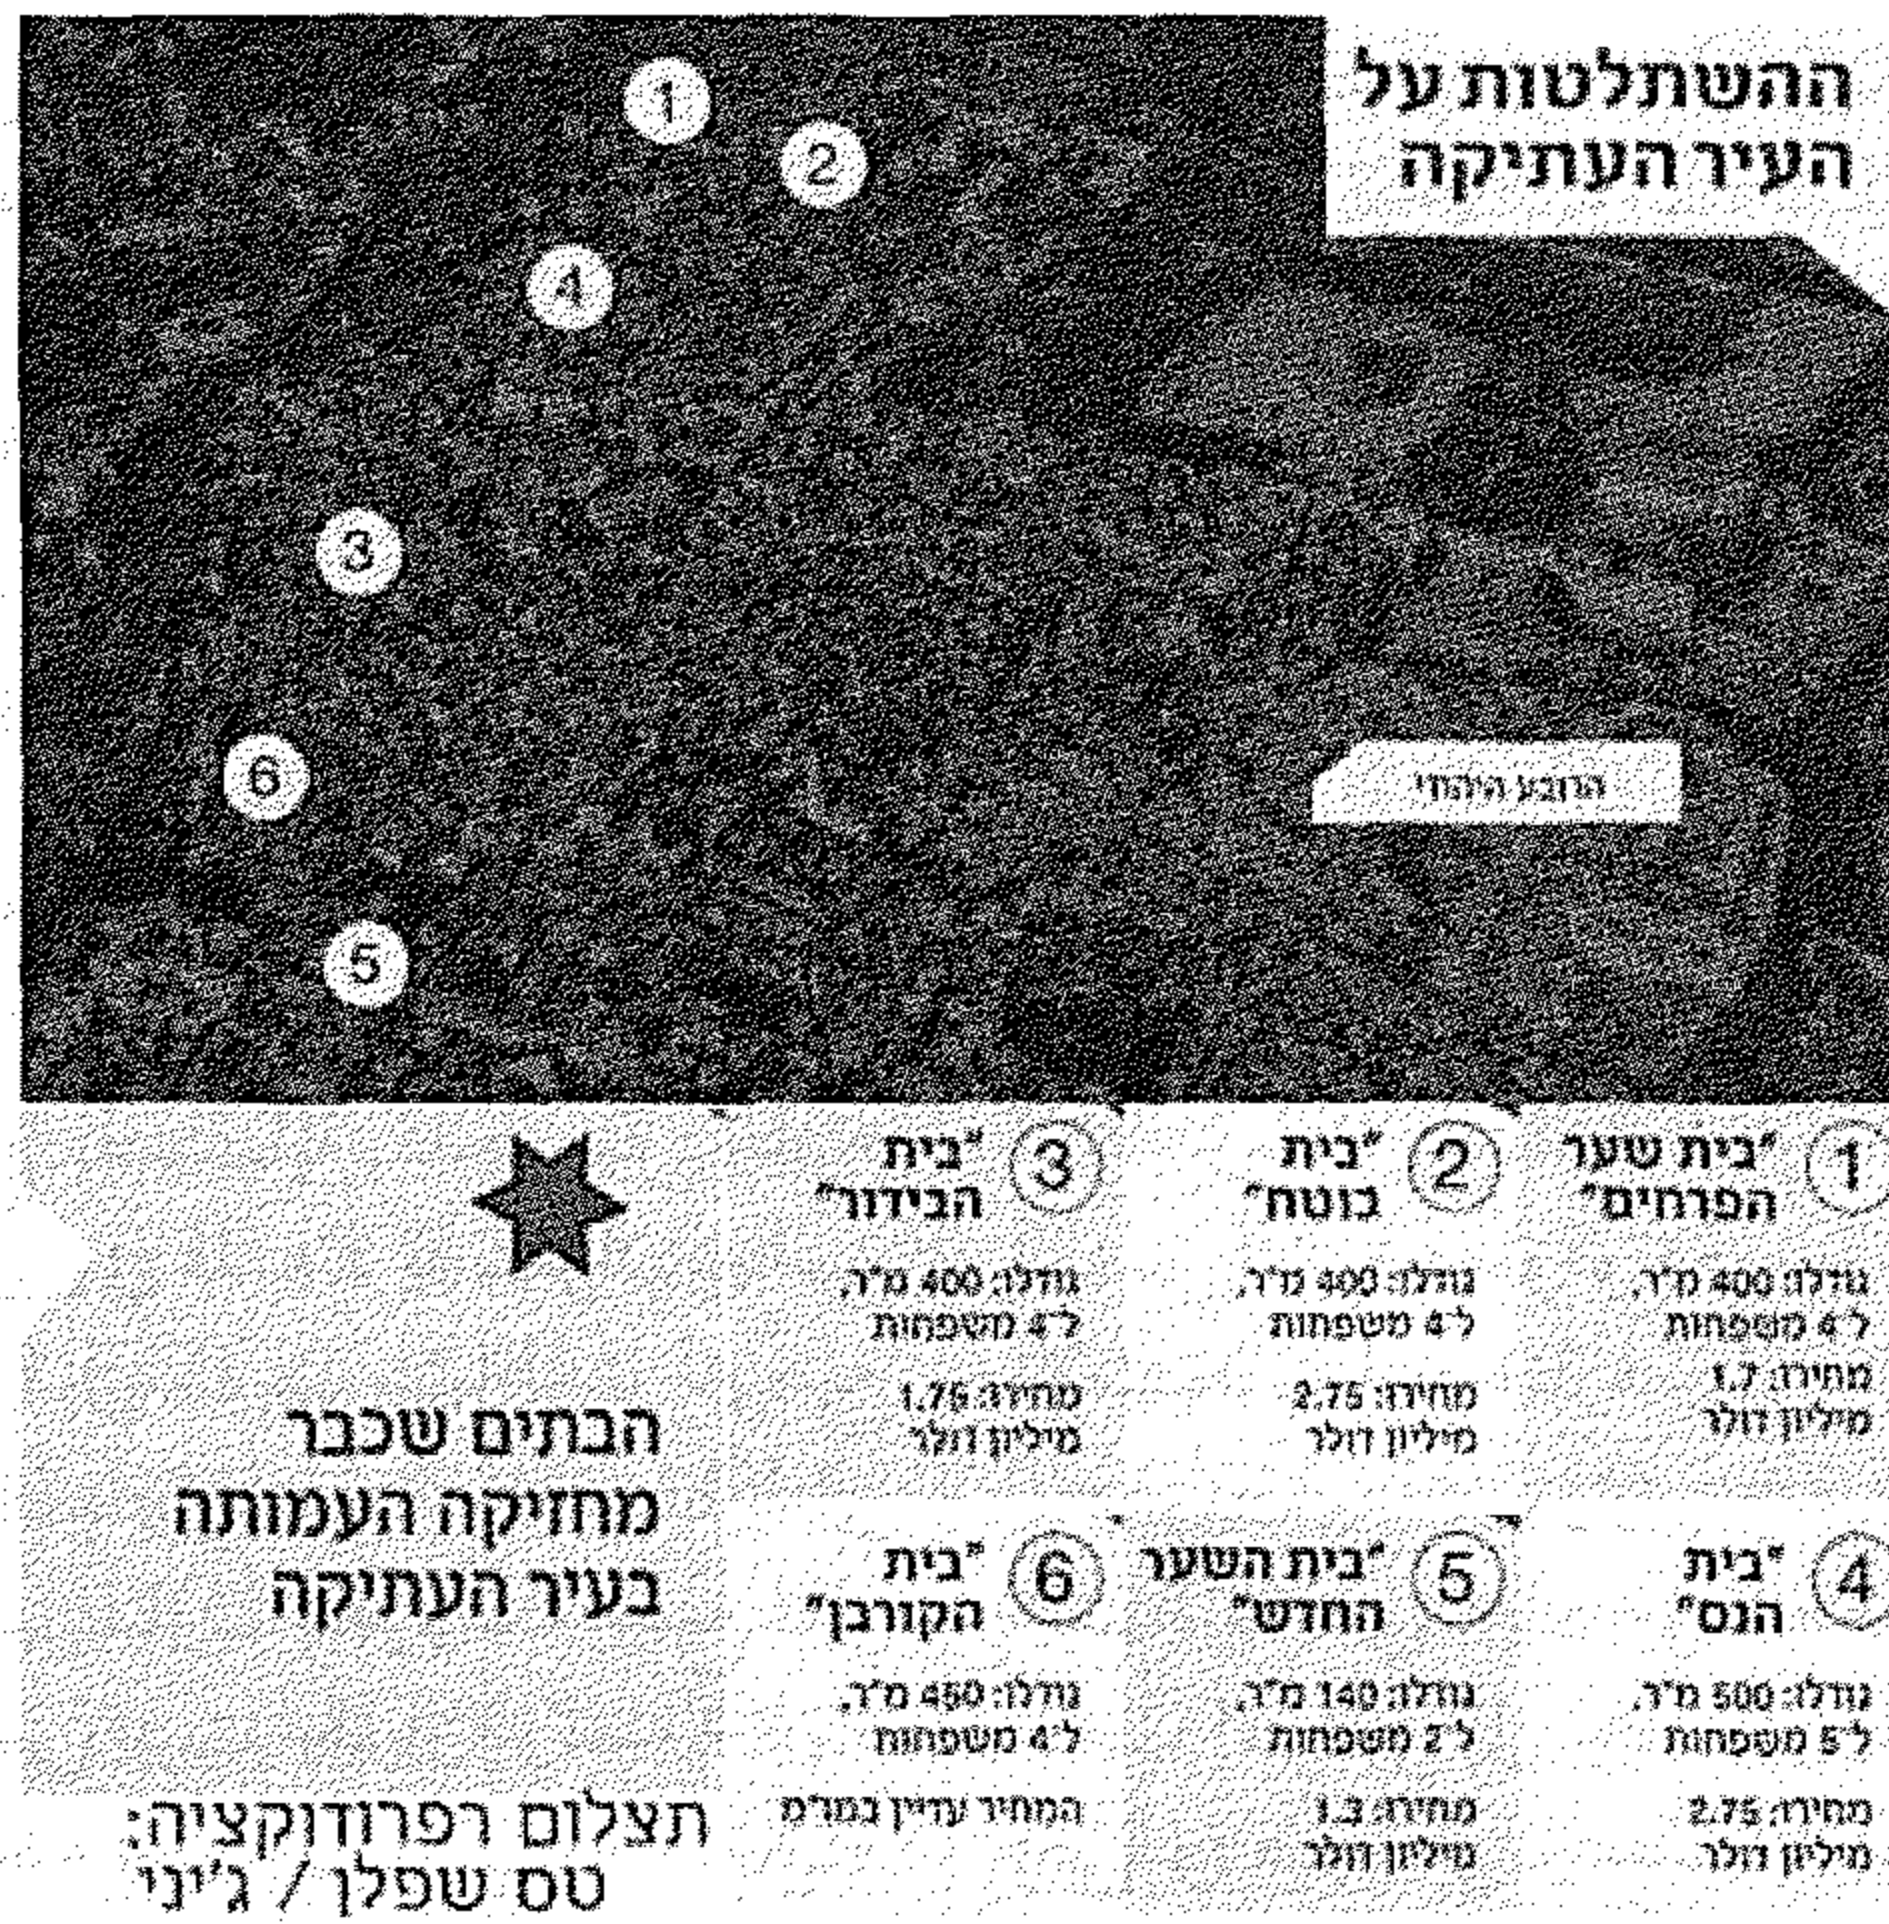 ההשתלטות על
העיר העתיקה
1
2
4
3
6
5
הרובע היהודי
1
"בית שער
הפרחים"
גודלו: 400 מ"ר,
ל־4 משפחות
מחירו: 1.7
מיליון דולר
2
"בית
בוטח"
גודלו: 400 מ"ר,
ל־4 משפחות
מחירו: 2.75
מיליון דולר
3
"בית
הבידור"
גודלו: 400 מ"ר,
ל־4 משפחות
מחירו: 1.75
מיליון דולר
4
"בית
הנס"
גודלו: 500 מ"ר,
ל־5 משפחות
מחירו: 2.75
מיליון דולר
5
"בית השער
החדש"
גודלו: 140 מ"ר,
ל־2 משפחות
מחירו: 1.3
מיליון דולר
6
"בית
הקורבן"
גודלו: 450 מ"ר,
ל־4 משפחות
המחיר עדיין במו"מ
הבתים שכבר
מחזיקה העמותה
בעיר העתיקה
תצלום רפרודוקציה:
טס שפלן / ג'יני